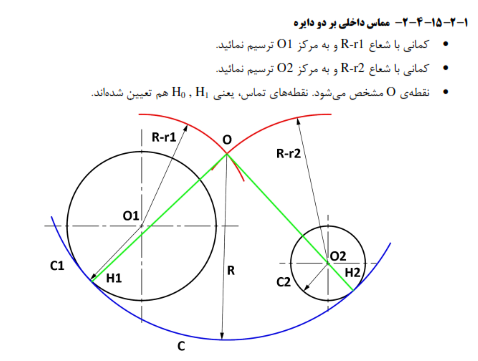 ۲-۱-۱۵-۴-۲- مماس داخلی بر دو دایره
• کمانی با شعاع R-r1 و به مرکز O1 ترسیم نمائید.
• کمانی با شعاع R-r2 و به مرکز O2 ترسیم نمائید.
• نقطه‌ی O مشخص می‌شود. نقطه‌های تماس، یعنی H1 , H0 هم تعیین شده‌اند.
R-r1
O
R-r2
O1
O2
C1
H1
R
C2
H2
C